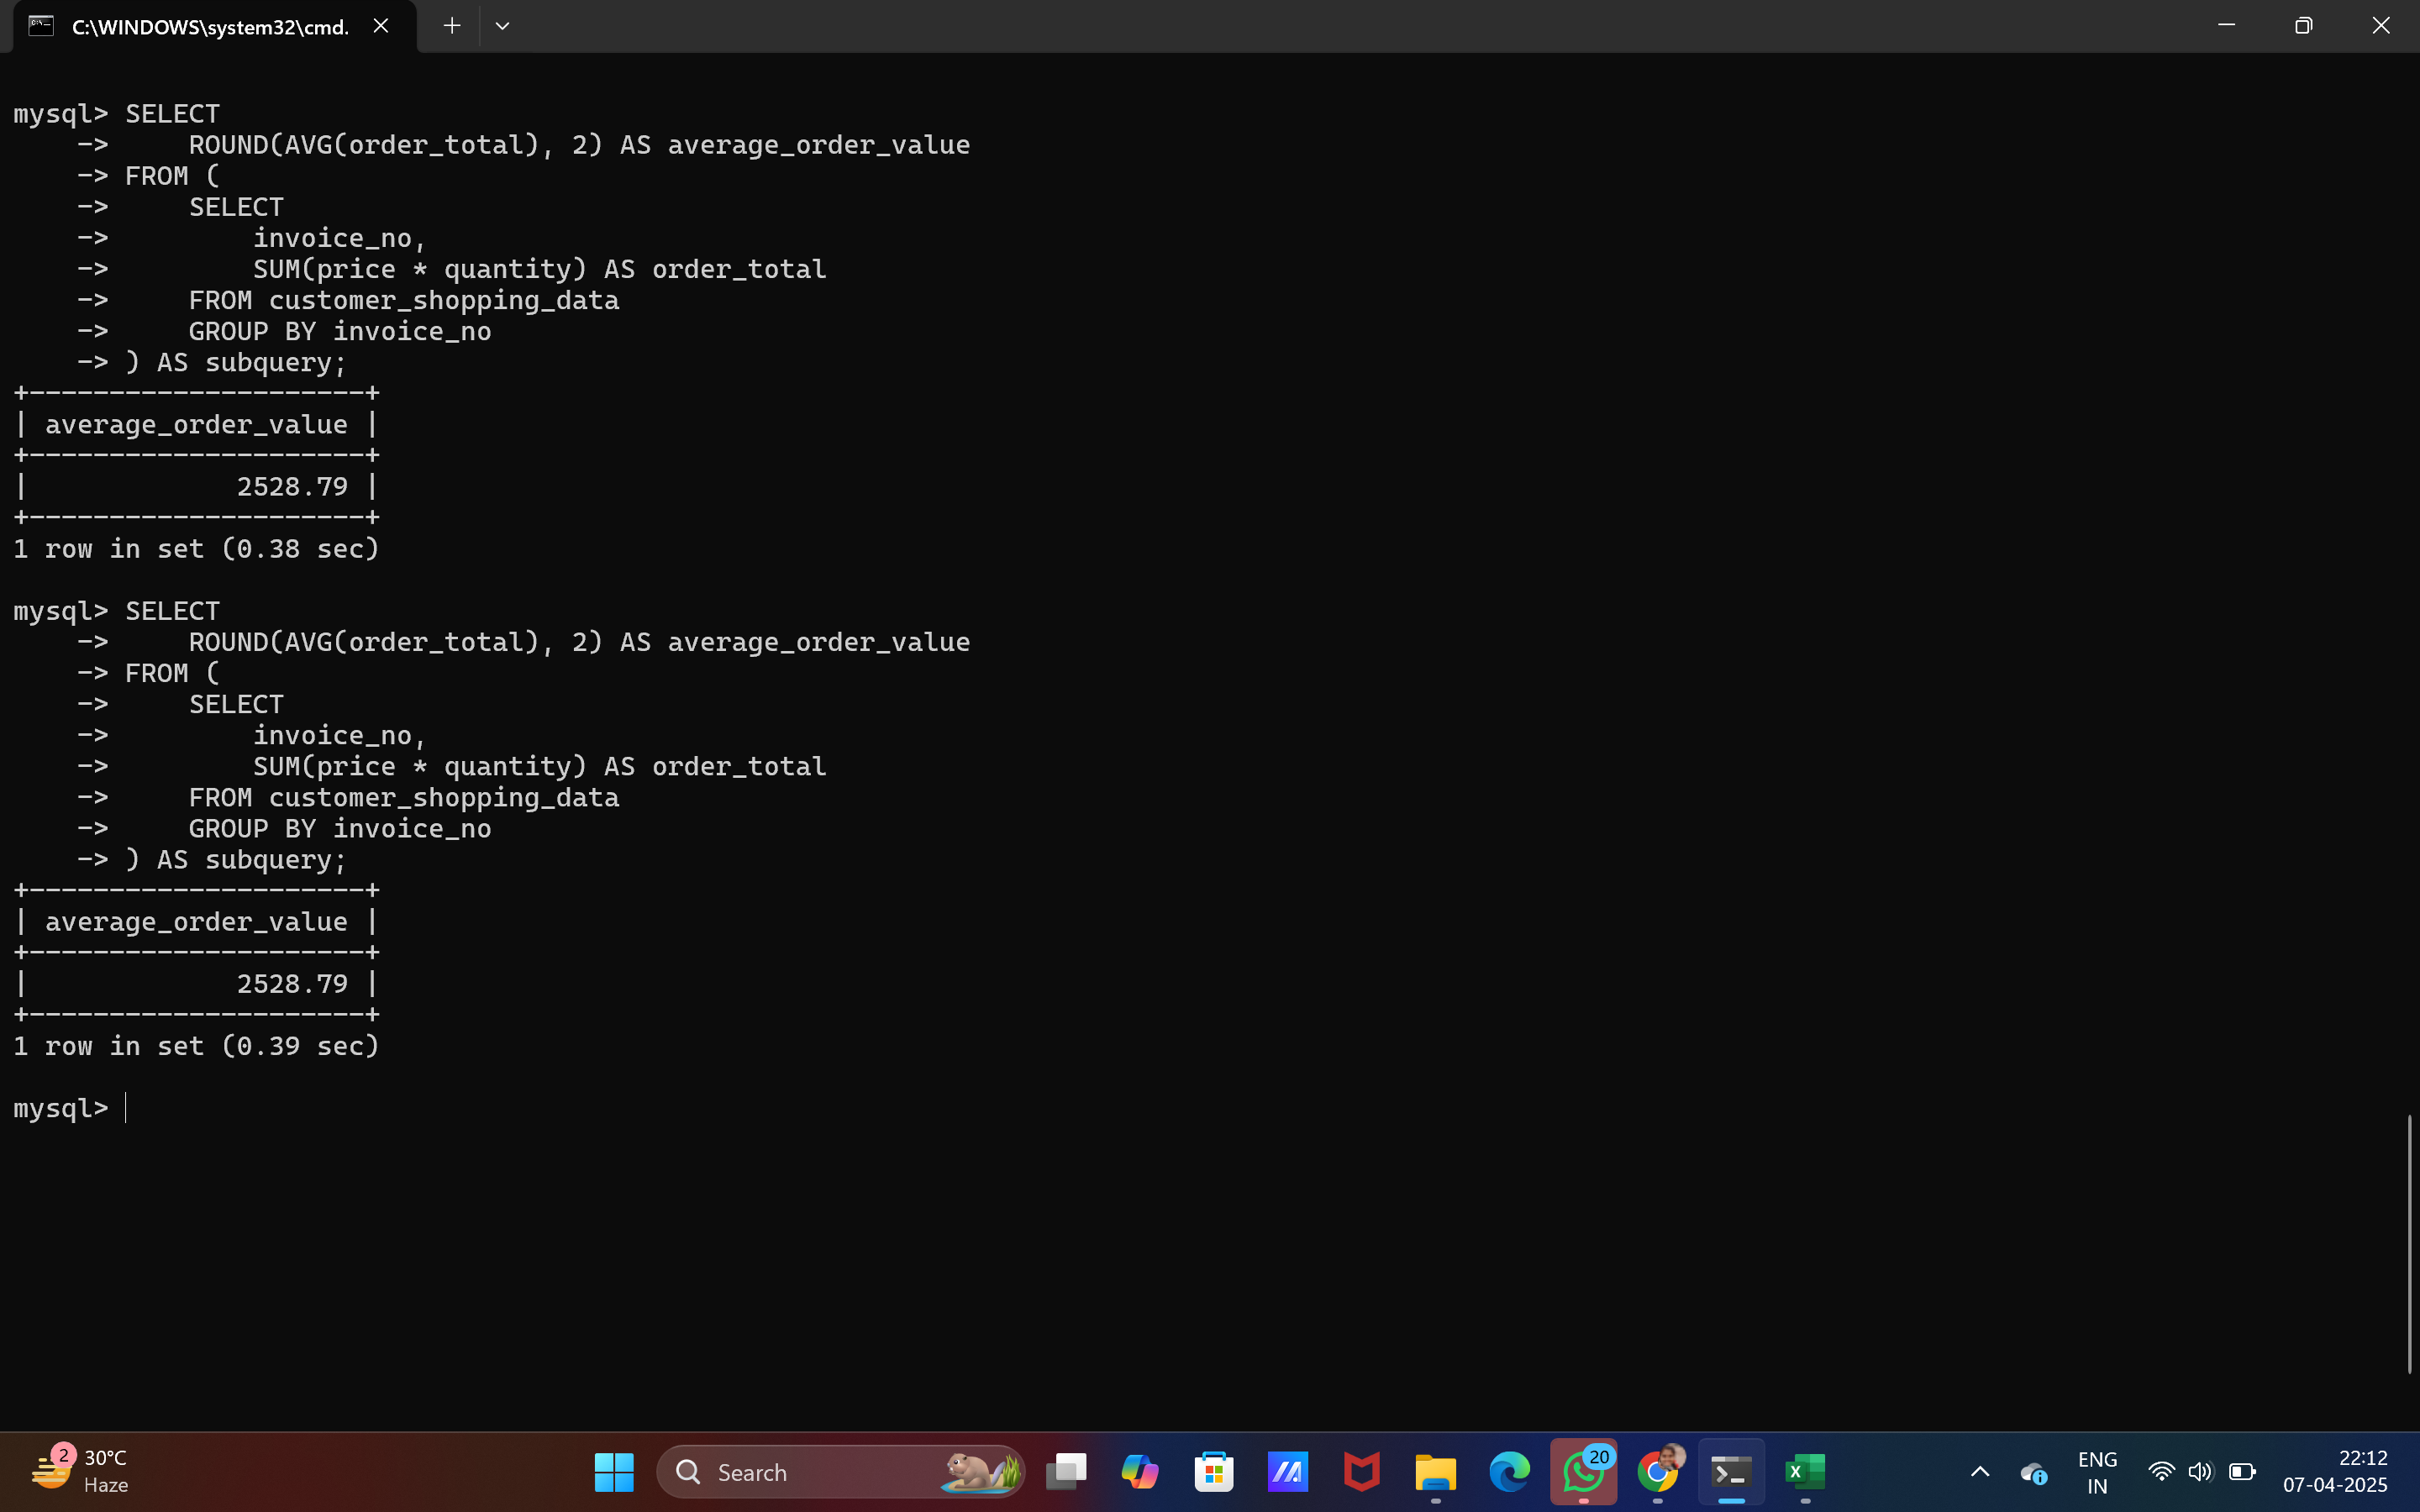 C:\WINDOWS\system32\cmd.
mysql> SELECT
    ->     ROUND(AVG(order_total), 2) AS average_order_value
    -> FROM (
    ->     SELECT
    ->         invoice_no,
    ->         SUM(price * quantity) AS order_total
    ->     FROM customer_shopping_data
    ->     GROUP BY invoice_no
    -> ) AS subquery;
+---------------------+
| average_order_value |
+---------------------+
|             2528.79 |
+---------------------+
1 row in set (0.38 sec)
mysql> SELECT
    ->     ROUND(AVG(order_total), 2) AS average_order_value
    -> FROM (
    ->     SELECT
    ->         invoice_no,
    ->         SUM(price * quantity) AS order_total
    ->     FROM customer_shopping_data
    ->     GROUP BY invoice_no
    -> ) AS subquery;
+---------------------+
| average_order_value |
+---------------------+
|             2528.79 |
+---------------------+
1 row in set (0.39 sec)
mysql>
2
30°C
Haze
Search
20
ENG
IN
22:12
07-04-2025